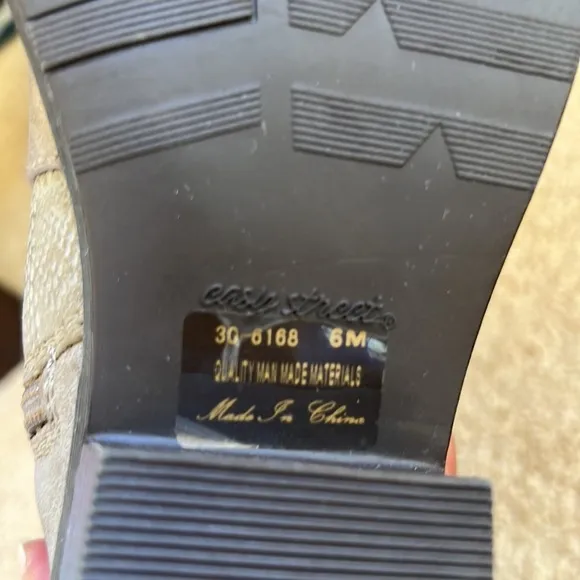 easy street®
30-6168 6M
QUALITY MAN MADE MATERIALS
Made In China